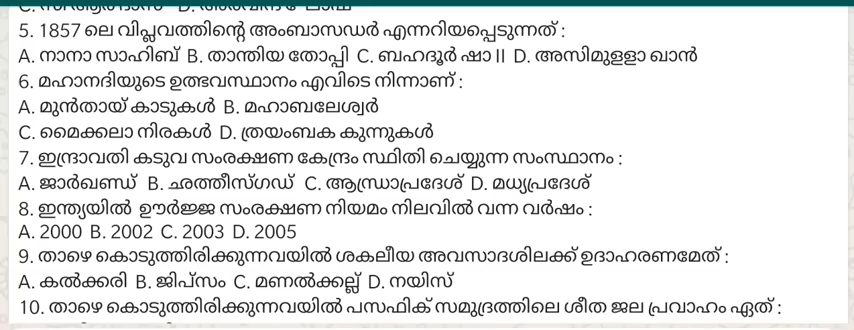 C. സി ആർ ദാസ് D. അരവിന്ദ ഘോഷ്
5. 1857 ലെ വിപ്ലവത്തിന്റെ അംബാസഡർ എന്നറിയപ്പെടുന്നത് :
A. നാനാ സാഹിബ് B. താന്തിയ തോപ്പി C. ബഹദൂർ ഷാ II D. അസിമുള്ളാ ഖാൻ
6. മഹാനദിയുടെ ഉത്ഭവസ്ഥാനം എവിടെ നിന്നാണ് :
A. മുൻതായ് കാടുകൾ B. മഹാബലേശ്വർ
C. മൈക്കലാ നിരകൾ D. ത്രയംബക കുന്നുകൾ
7. ഇന്ദ്രാവതി കടുവ സംരക്ഷണ കേന്ദ്രം സ്ഥിതി ചെയ്യുന്ന സംസ്ഥാനം :
A. ജാർഖണ്ഡ് B. ഛത്തീസ്ഗഡ് C. ആന്ധ്രാപ്രദേശ് D. മധ്യപ്രദേശ്
8. ഇന്ത്യയിൽ ഊർജ്ജ സംരക്ഷണ നിയമം നിലവിൽ വന്ന വർഷം :
A. 2000 B. 2002 C. 2003 D. 2005
9. താഴെ കൊടുത്തിരിക്കുന്നവയിൽ ശകലീയ അവസാദശിലക്ക് ഉദാഹരണമേത് :
A. കൽക്കരി B. ജിപ്സം C. മണൽക്കല്ല് D. നയിസ്
10. താഴെ കൊടുത്തിരിക്കുന്നവയിൽ പസഫിക് സമുദ്രത്തിലെ ശീത ജല പ്രവാഹം ഏത് :